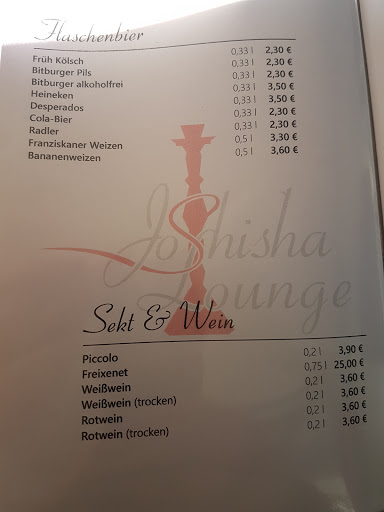 Flaschenbier
Früh Kölsch 0,33 l 2,30 €
Bitburger Pils 0,33 l 2,30 €
Bitburger alkoholfrei 0,33 l 2,30 €
Heineken 0,33 l 3,50 €
Desperados 0,33 l 3,50 €
Cola-Bier 0,33 l 2,30 €
Radler 0,33 l 2,30 €
Franziskaner Weizen 0,5 l 3,30 €
Bananenweizen 0,5 l 3,60 €
Lounge
Sekt & Wein
Piccolo 0,2 l 3,90 €
Freixenet 0,75 l 25,00 €
Weißwein 0,2 l 3,60 €
Weißwein (trocken) 0,2 l 3,60 €
Rotwein 0,2 l 3,60 €
Rotwein (trocken) 0,2 l 3,60 €